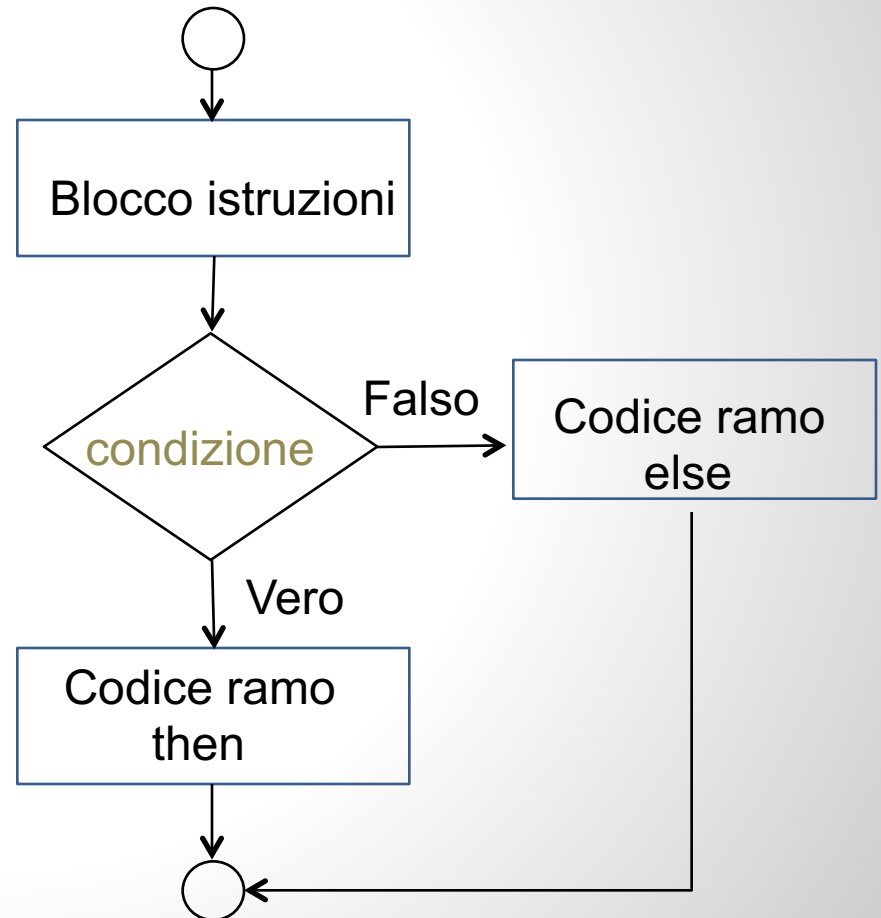 Blocco istruzioni
condizione
Falso
Codice ramo
else
Vero
Codice ramo
then